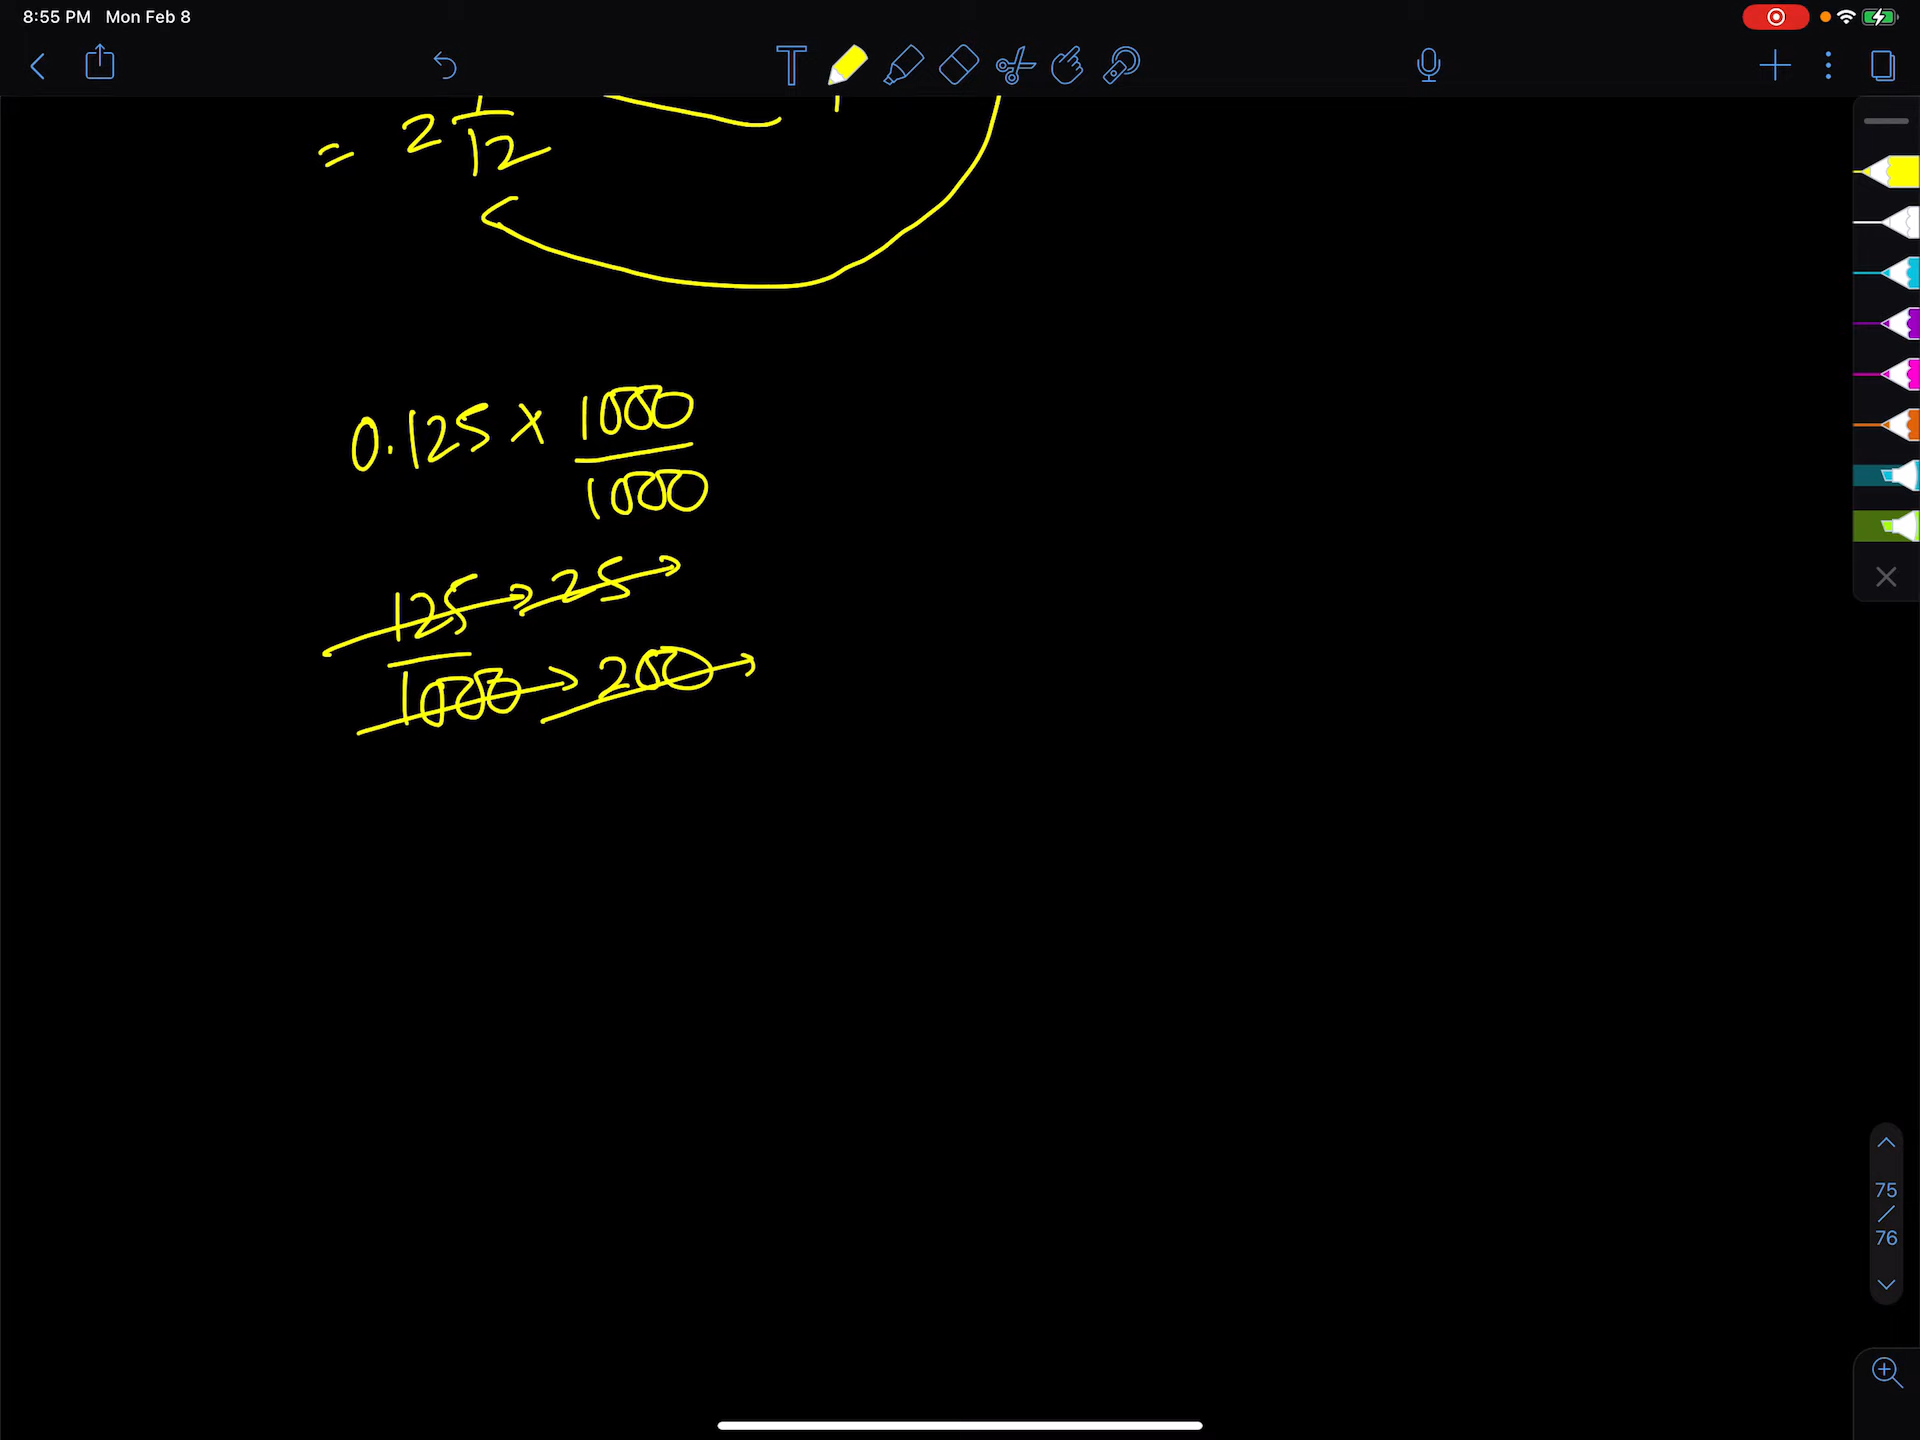 8:55 PM Mon Feb 8
T
= 2 1/12
0.125 × 1000/1000
125 → 25 →
1000 → 200 →
75
/
76